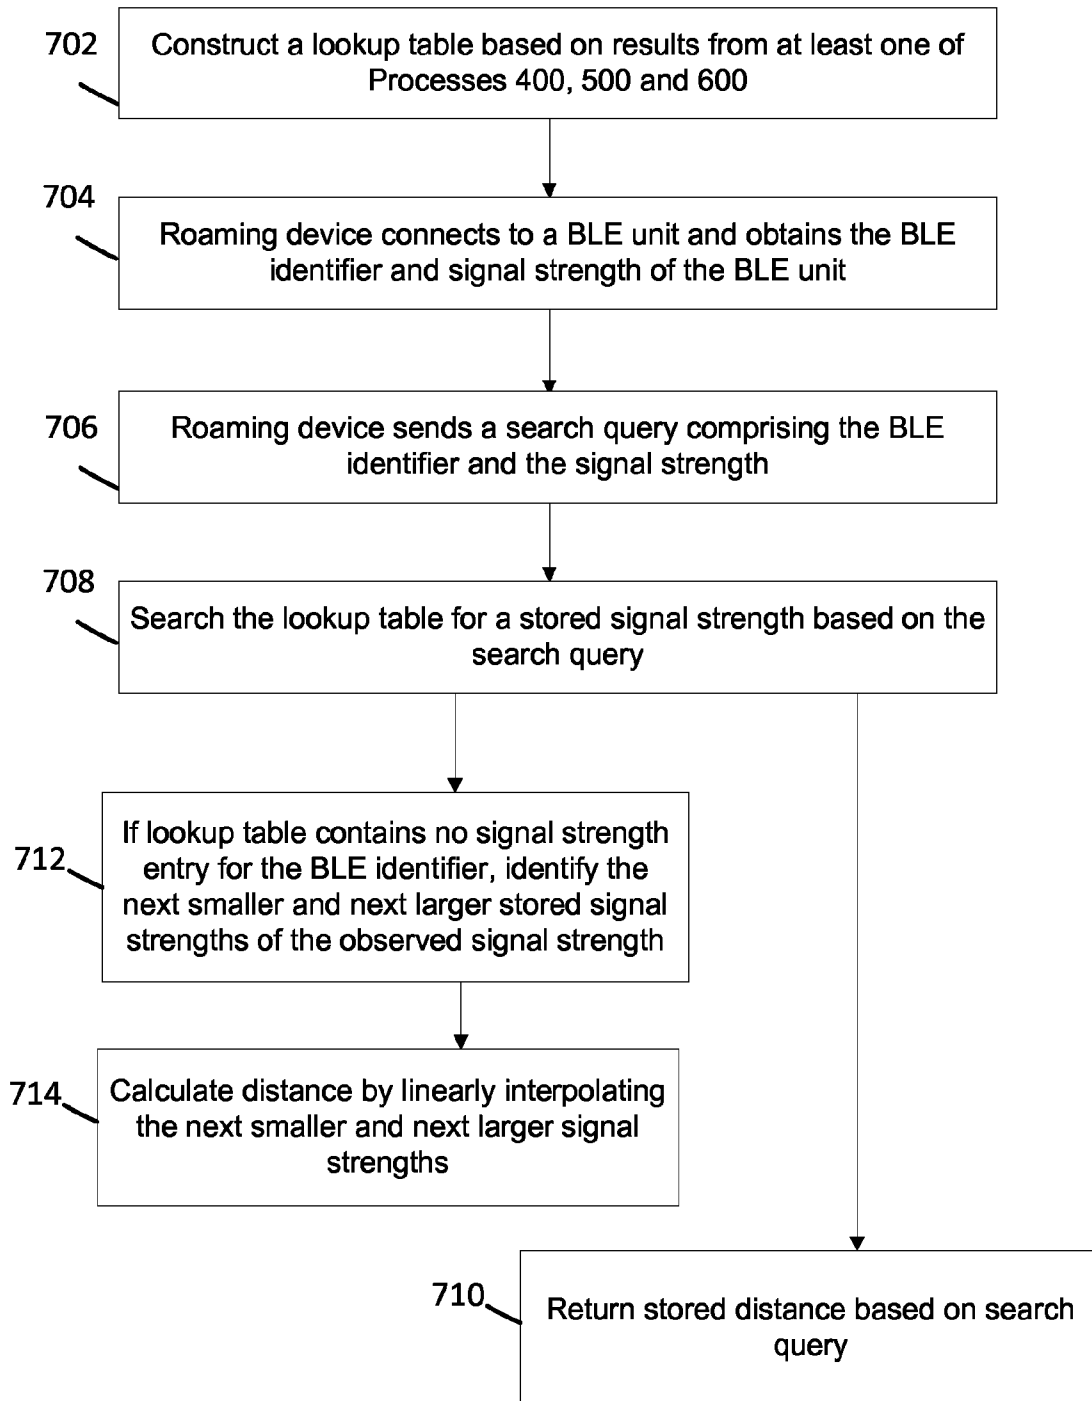 702
Construct a lookup table based on results from at least one of
Processes 400, 500 and 600
704
Roaming device connects to a BLE unit and obtains the BLE
identifier and signal strength of the BLE unit
706
Roaming device sends a search query comprising the BLE
identifier and the signal strength
708
Search the lookup table for a stored signal strength based on the
search query
712
If lookup table contains no signal strength
entry for the BLE identifier, identify the
next smaller and next larger stored signal
strengths of the observed signal strength
714
Calculate distance by linearly interpolating
the next smaller and next larger signal
strengths
710
Return stored distance based on search
query